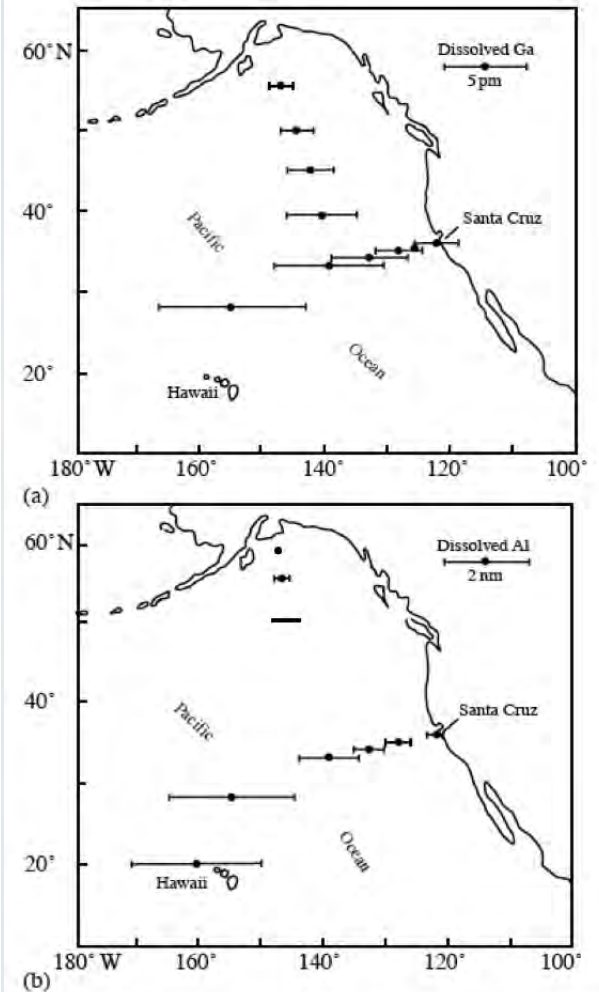 60°N
Dissolved Ga
5 pm
40°
Santa Cruz
Pacific
Ocean
20°
Hawaii
180°W 160° 140° 120° 100°
(a)
60°N
Dissolved Al
2 nm
40°
Santa Cruz
Pacific
Ocean
20°
Hawaii
180°W 160° 140° 120° 100°
(b)